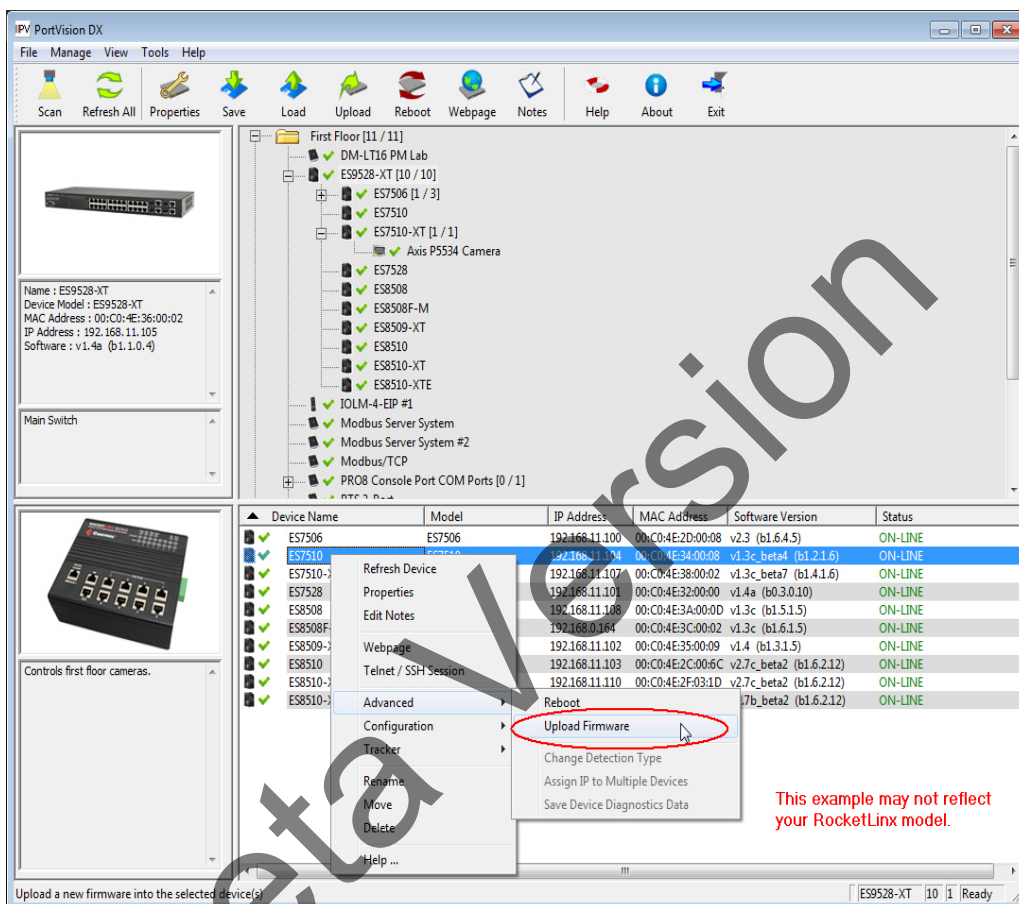 IPV PortVision DX
File Manage View Tools Help
Scan Refresh All Properties Save Load Upload Reboot Webpage Notes Help About Exit
First Floor [11 / 11]
DM-LT16 PM Lab
ES9528-XT [10 / 10]
ES7506 [1 / 3]
ES7510
ES7510-XT [1 / 1]
Axis P5534 Camera
ES7528
ES8508
ES8508F-M
ES8509-XT
ES8510
ES8510-XT
ES8510-XTE
IOLM-4-EIP #1
Modbus Server System
Modbus Server System #2
Modbus/TCP
PRO8 Console Port COM Ports [0 / 1]
Name : ES9528-XT
Device Model : ES9528-XT
MAC Address : 00:C0:4E:36:00:02
IP Address : 192.168.11.105
Software : v1.4a (b1.1.0.4)
Main Switch
Controls first floor cameras.
Device Name Model IP Address MAC Address Software Version Status
ES7506 ES7506 192.168.11.100 00:C0:4E:2D:00:08 v2.3 (b1.6.4.5) ON-LINE
ES7510 ES7510 192.168.11.104 00:C0:4E:34:00:08 v1.3c_beta4 (b1.2.1.6) ON-LINE
ES7510-X 192.168.11.107 00:C0:4E:38:00:02 v1.3c_beta7 (b1.4.1.6) ON-LINE
ES7528 192.168.11.101 00:C0:4E:32:00:00 v1.4a (b0.3.0.10) ON-LINE
ES8508 192.168.11.108 00:C0:4E:3A:00:0D v1.3c (b1.5.1.5) ON-LINE
ES8508F- 192.168.0.164 00:C0:4E:3C:00:02 v1.3c (b1.6.1.5) ON-LINE
ES8509-X 192.168.11.102 00:C0:4E:35:00:09 v1.4 (b1.3.1.5) ON-LINE
ES8510 192.168.11.103 00:C0:4E:2C:00:6C v2.7c_beta2 (b1.6.2.12) ON-LINE
ES8510-X 192.168.11.110 00:C0:4E:2F:03:1D v2.7c_beta2 (b1.6.2.12) ON-LINE
ES8510-X .7b_beta2 (b1.6.2.12) ON-LINE
Refresh Device
Properties
Edit Notes
Webpage
Telnet / SSH Session
Advanced
Configuration
Tracker
Rename
Move
Delete
Help ...
Reboot
Upload Firmware
Change Detection Type
Assign IP to Multiple Devices
Save Device Diagnostics Data
This example may not reflect
your RocketLinx model.
Upload a new firmware into the selected device(s)
ES9528-XT 10 1 Ready
eta Version